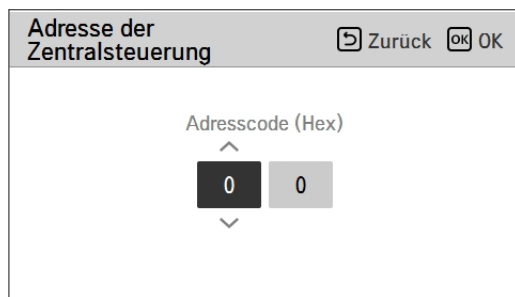 Adresse der
Zentralsteuerung
Zurück OK OK
Adresscode (Hex)
0 0